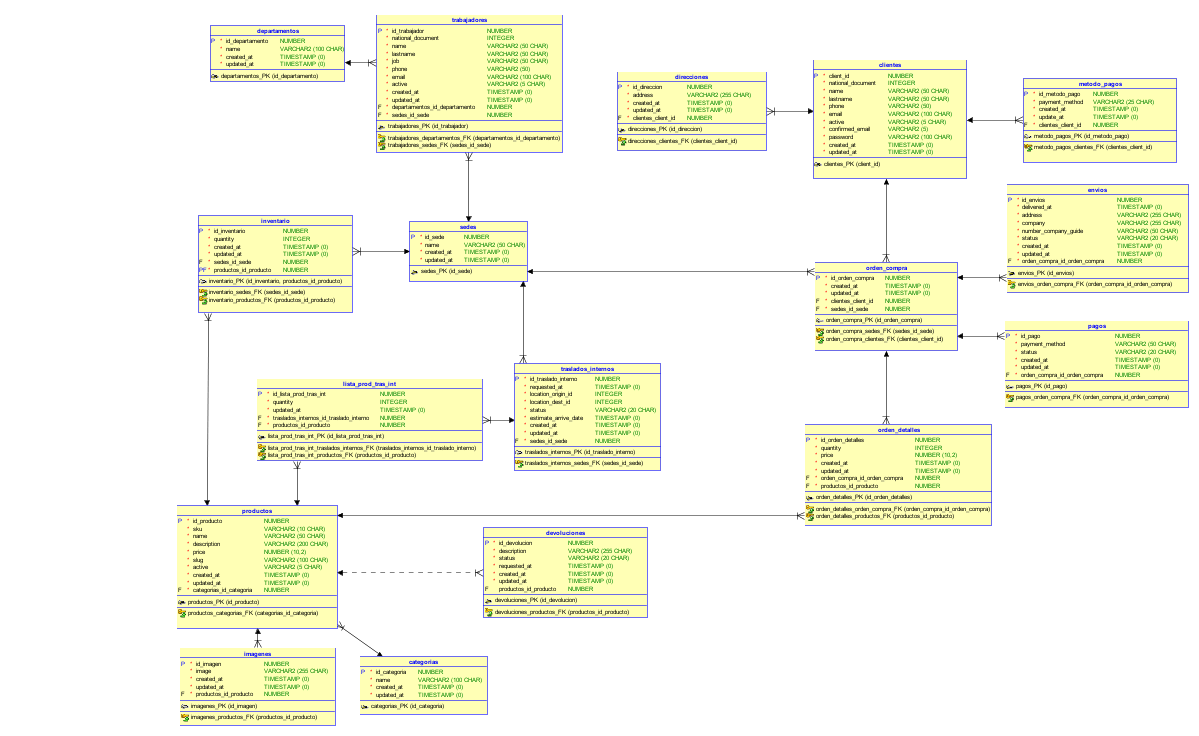 departamentos
P * id_departamento NUMBER
* name VARCHAR2 (100 CHAR)
* created_at TIMESTAMP (0)
* updated_at TIMESTAMP (0)
departamentos_PK (id_departamento)
trabajadores
P * id_trabajador NUMBER
* national_document INTEGER
* name VARCHAR2 (50 CHAR)
* lastname VARCHAR2 (50 CHAR)
* job VARCHAR2 (50 CHAR)
* phone VARCHAR2 (50)
* email VARCHAR2 (100 CHAR)
* active VARCHAR2 (5 CHAR)
* created_at TIMESTAMP (0)
* updated_at TIMESTAMP (0)
F * departamentos_id_departamento NUMBER
F * sedes_id_sede NUMBER
trabajadores_PK (id_trabajador)
trabajadores_departamentos_FK (departamentos_id_departamento)
trabajadores_sedes_FK (sedes_id_sede)
direcciones
P * id_direccion NUMBER
* address VARCHAR2 (255 CHAR)
* created_at TIMESTAMP (0)
* updated_at TIMESTAMP (0)
F * clientes_client_id NUMBER
direcciones_PK (id_direccion)
direcciones_clientes_FK (clientes_client_id)
clientes
P * client_id NUMBER
* national_document INTEGER
* name VARCHAR2 (50 CHAR)
* lastname VARCHAR2 (50 CHAR)
* phone VARCHAR2 (50)
* email VARCHAR2 (100 CHAR)
* active VARCHAR2 (5 CHAR)
* confirmed_email VARCHAR2 (5)
* password VARCHAR2 (100 CHAR)
* created_at TIMESTAMP (0)
* updated_at TIMESTAMP (0)
clientes_PK (client_id)
metodo_pagos
P * id_metodo_pago NUMBER
* payment_method VARCHAR2 (25 CHAR)
* created_at TIMESTAMP (0)
* update_at TIMESTAMP (0)
F * clientes_client_id NUMBER
metodo_pagos_PK (id_metodo_pago)
metodo_pagos_clientes_FK (clientes_client_id)
envios
P * id_envios NUMBER
* delivered_at TIMESTAMP (0)
* address VARCHAR2 (255 CHAR)
* company VARCHAR2 (255 CHAR)
* number_company_guide VARCHAR2 (50 CHAR)
* status VARCHAR2 (20 CHAR)
* created_at TIMESTAMP (0)
* updated_at TIMESTAMP (0)
F * orden_compra_id_orden_compra NUMBER
envios_PK (id_envios)
envios_orden_compra_FK (orden_compra_id_orden_compra)
inventario
P * id_inventario NUMBER
* quantity INTEGER
* created_at TIMESTAMP (0)
* updated_at TIMESTAMP (0)
F * sedes_id_sede NUMBER
PF * productos_id_producto NUMBER
inventario_PK (id_inventario, productos_id_producto)
inventario_sedes_FK (sedes_id_sede)
inventario_productos_FK (productos_id_producto)
sedes
P * id_sede NUMBER
* name VARCHAR2 (50 CHAR)
* created_at TIMESTAMP (0)
* updated_at TIMESTAMP (0)
sedes_PK (id_sede)
orden_compra
P * id_orden_compra NUMBER
* created_at TIMESTAMP (0)
* updated_at TIMESTAMP (0)
F * clientes_client_id NUMBER
F * sedes_id_sede NUMBER
orden_compra_PK (id_orden_compra)
orden_compra_sedes_FK (sedes_id_sede)
orden_compra_clientes_FK (clientes_client_id)
pagos
P * id_pago NUMBER
* payment_method VARCHAR2 (50 CHAR)
* status VARCHAR2 (20 CHAR)
* created_at TIMESTAMP (0)
* updated_at TIMESTAMP (0)
F * orden_compra_id_orden_compra NUMBER
pagos_PK (id_pago)
pagos_orden_compra_FK (orden_compra_id_orden_compra)
lista_prod_tras_int
P * id_lista_prod_tras_int NUMBER
* quantity INTEGER
* updated_at TIMESTAMP (0)
F * traslados_internos_id_traslado_interno NUMBER
F * productos_id_producto NUMBER
lista_prod_tras_int_PK (id_lista_prod_tras_int)
lista_prod_tras_int_traslados_internos_FK (traslados_internos_id_traslado_interno)
lista_prod_tras_int_productos_FK (productos_id_producto)
traslados_internos
P * id_traslado_interno NUMBER
* requested_at TIMESTAMP (0)
* location_origin_id INTEGER
* location_dest_id INTEGER
* status VARCHAR2 (20 CHAR)
* estimate_arrive_date TIMESTAMP (0)
* created_at TIMESTAMP (0)
* updated_at TIMESTAMP (0)
F * sedes_id_sede NUMBER
traslados_internos_PK (id_traslado_interno)
traslados_internos_sedes_FK (sedes_id_sede)
orden_detalles
P * id_orden_detalles NUMBER
* quantity INTEGER
* price NUMBER (10,2)
* created_at TIMESTAMP (0)
* updated_at TIMESTAMP (0)
F * orden_compra_id_orden_compra NUMBER
F * productos_id_producto NUMBER
orden_detalles_PK (id_orden_detalles)
orden_detalles_orden_compra_FK (orden_compra_id_orden_compra)
orden_detalles_productos_FK (productos_id_producto)
productos
P * id_producto NUMBER
* sku VARCHAR2 (10 CHAR)
* name VARCHAR2 (50 CHAR)
* description VARCHAR2 (200 CHAR)
* price NUMBER (10,2)
* slug VARCHAR2 (100 CHAR)
* active VARCHAR2 (5 CHAR)
* created_at TIMESTAMP (0)
* updated_at TIMESTAMP (0)
F * categorias_id_categoria NUMBER
productos_PK (id_producto)
productos_categorias_FK (categorias_id_categoria)
devoluciones
P * id_devolucion NUMBER
* description VARCHAR2 (255 CHAR)
* status VARCHAR2 (20 CHAR)
* requested_at TIMESTAMP (0)
* created_at TIMESTAMP (0)
* updated_at TIMESTAMP (0)
F productos_id_producto NUMBER
devoluciones_PK (id_devolucion)
devoluciones_productos_FK (productos_id_producto)
imagenes
P * id_imagen NUMBER
* image VARCHAR2 (255 CHAR)
* created_at TIMESTAMP (0)
* updated_at TIMESTAMP (0)
F * productos_id_producto NUMBER
imagenes_PK (id_imagen)
imagenes_productos_FK (productos_id_producto)
categorias
P * id_categoria NUMBER
* name VARCHAR2 (100 CHAR)
* created_at TIMESTAMP (0)
* updated_at TIMESTAMP (0)
categorias_PK (id_categoria)